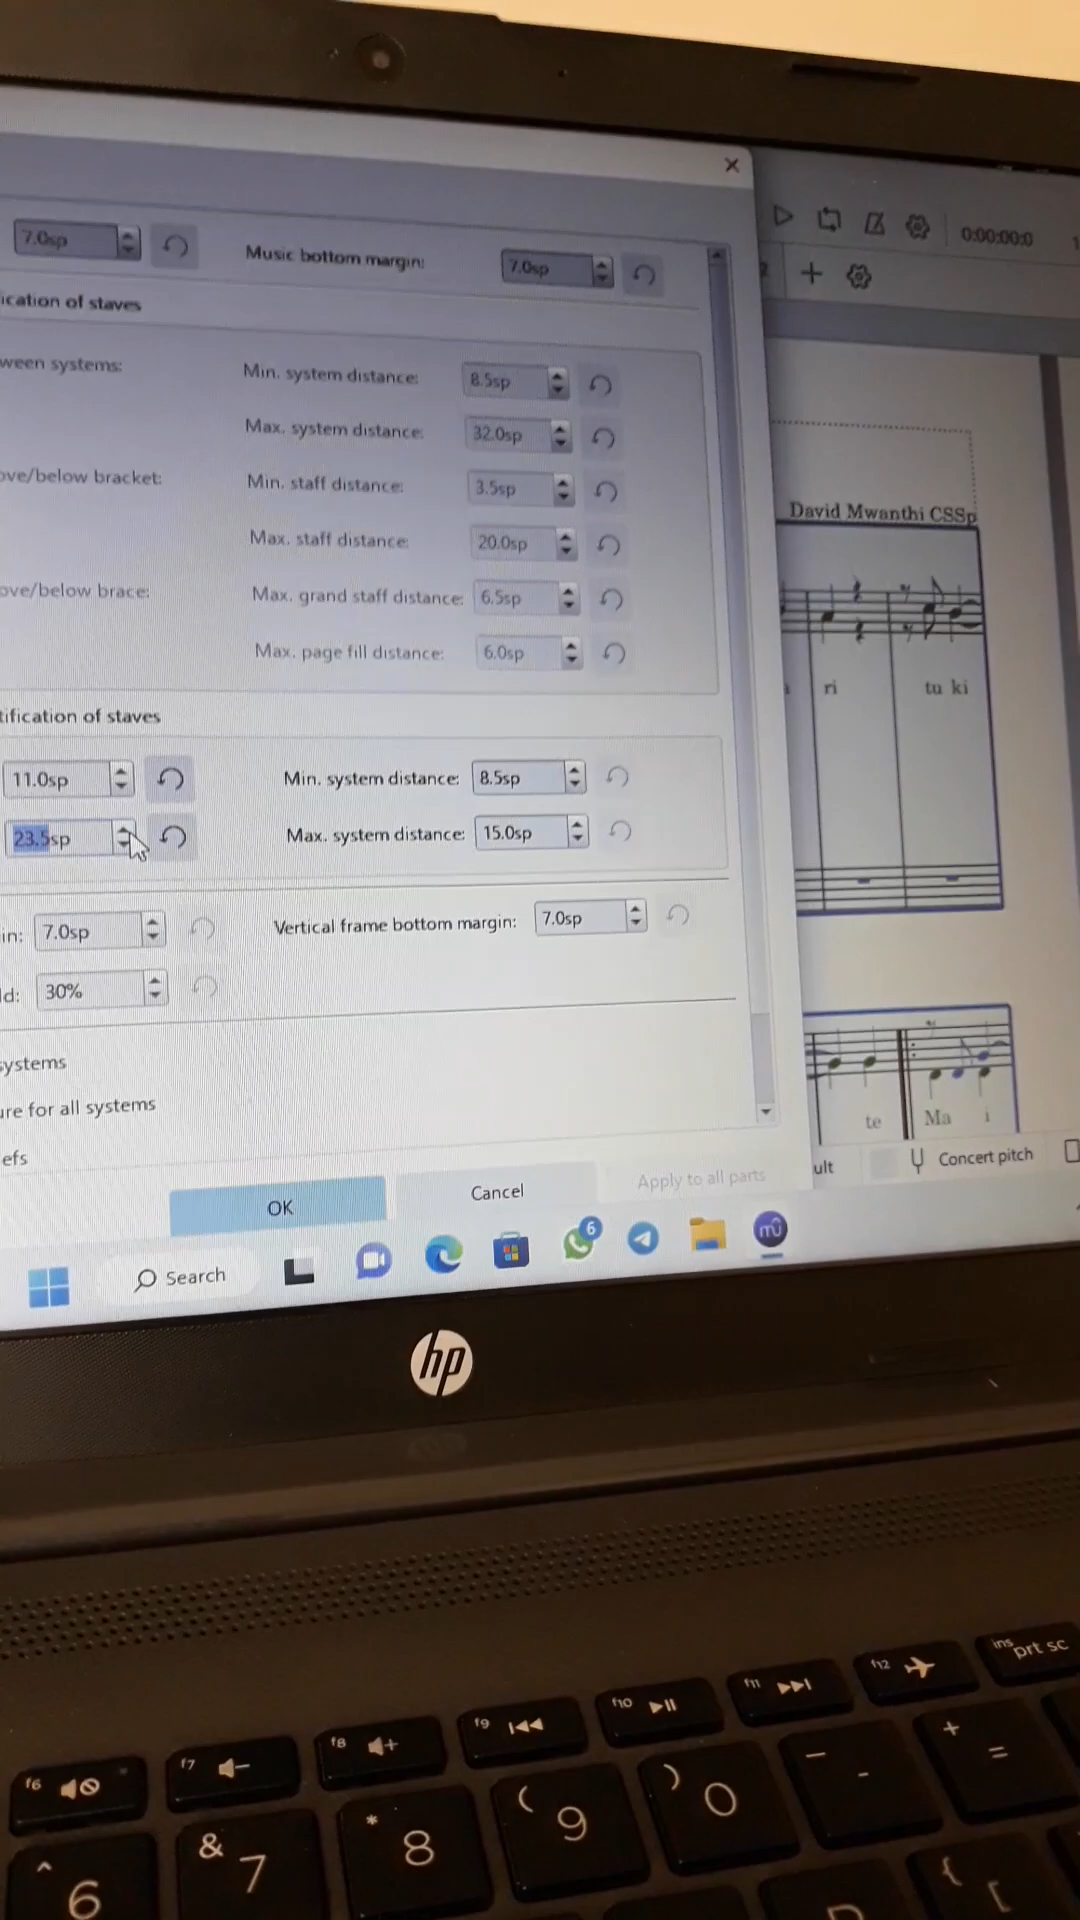 7.0sp Music bottom margin: 7.0sp
ication of staves
ween systems: Min. system distance: 8.5sp
Max. system distance: 32.0sp
ove/below bracket: Min. staff distance: 3.5sp
Max. staff distance: 20.0sp
ove/below brace: Max. grand staff distance: 6.5sp
Max. page fill distance: 6.0sp
tification of staves
11.0sp Min. system distance: 8.5sp
23.5sp Max. system distance: 15.0sp
in: 7.0sp Vertical frame bottom margin: 7.0sp
ld: 30%
systems
ure for all systems
efs
OK Cancel Apply to all parts
0:00:00:0
David Mwanthi CSSp
ri tu ki
te Ma i
ult Concert pitch
Search
6
mu
hp
f6 f7 f8 f9 f10 f11 f12 ins prt sc
^ 6 & 7 * 8 ( 9 ) 0 _ - + =
{ [